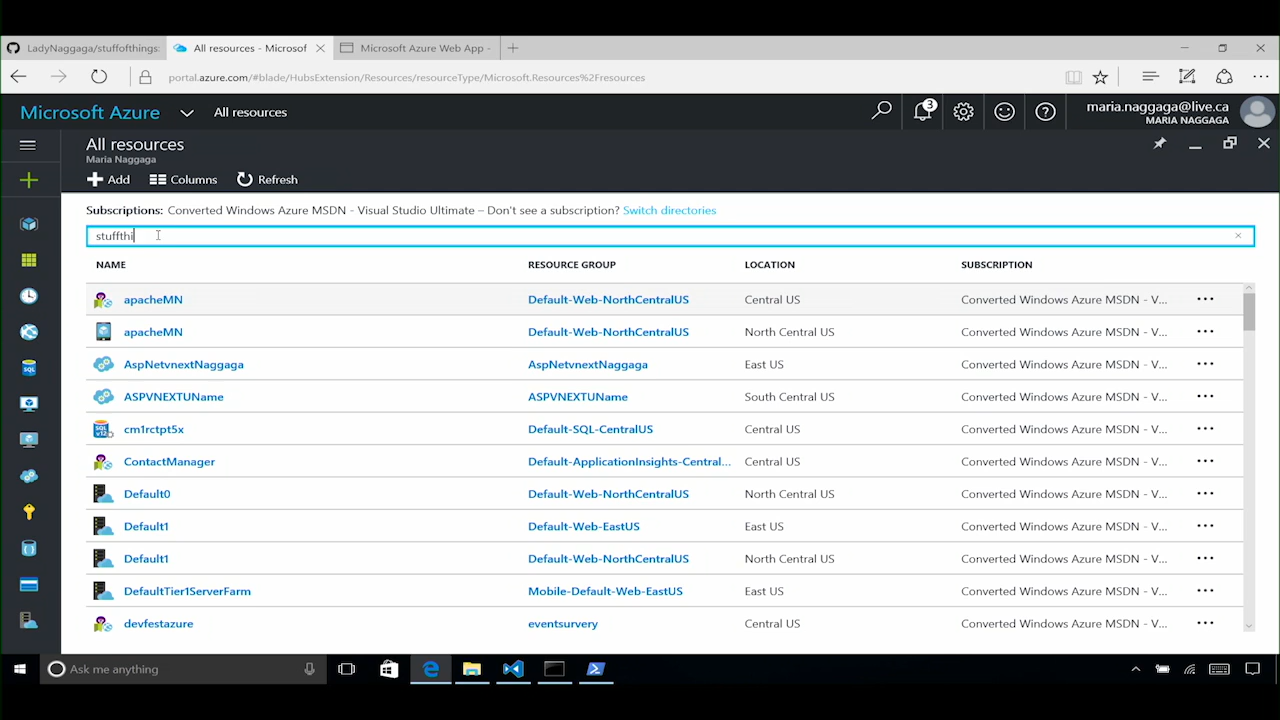 LadyNaggaga/stuffofthings:
All resources - Microsof
Microsoft Azure Web App -
portal.azure.com/#blade/HubsExtension/Resources/resourceType/Microsoft.Resources%2Fresources
Microsoft Azure
All resources
3
maria.naggaga@live.ca
MARIA NAGGAGA
All resources
Maria Naggaga
Add
Columns
Refresh
Subscriptions: Converted Windows Azure MSDN - Visual Studio Ultimate – Don't see a subscription? Switch directories
stuffthi
NAME RESOURCE GROUP LOCATION SUBSCRIPTION
apacheMN Default-Web-NorthCentralUS Central US Converted Windows Azure MSDN - V...
apacheMN Default-Web-NorthCentralUS North Central US Converted Windows Azure MSDN - V...
AspNetvnextNaggaga AspNetvnextNaggaga East US Converted Windows Azure MSDN - V...
ASPVNEXTUName ASPVNEXTUName South Central US Converted Windows Azure MSDN - V...
cm1rctpt5x Default-SQL-CentralUS Central US Converted Windows Azure MSDN - V...
ContactManager Default-ApplicationInsights-Central... Central US Converted Windows Azure MSDN - V...
Default0 Default-Web-NorthCentralUS North Central US Converted Windows Azure MSDN - V...
Default1 Default-Web-EastUS East US Converted Windows Azure MSDN - V...
Default1 Default-Web-NorthCentralUS North Central US Converted Windows Azure MSDN - V...
DefaultTier1ServerFarm Mobile-Default-Web-EastUS East US Converted Windows Azure MSDN - V...
devfestazure eventsurvery Central US Converted Windows Azure MSDN - V...
Ask me anything